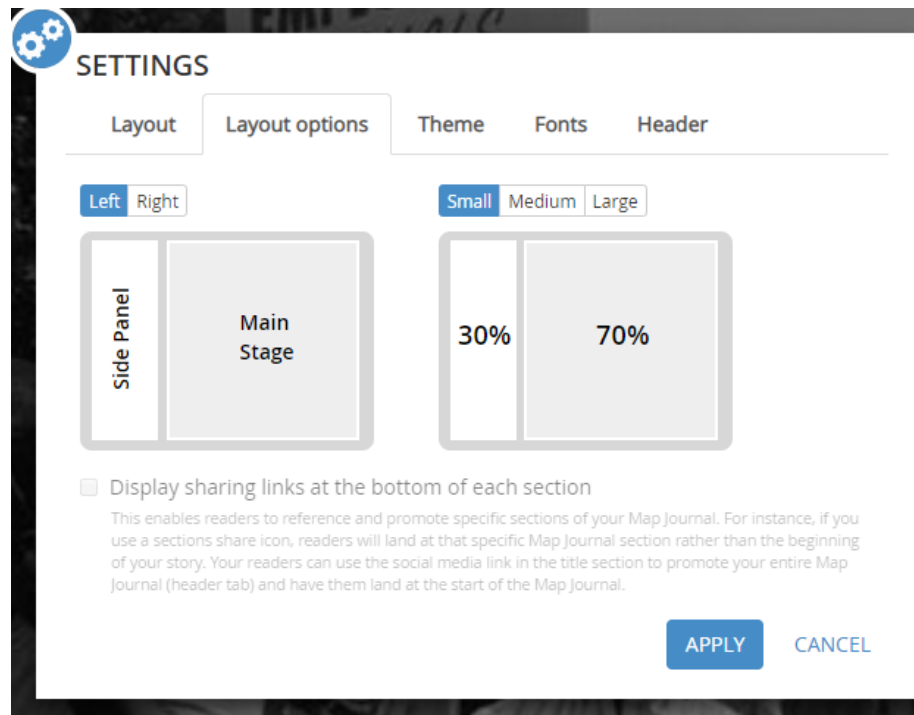 SETTINGS
Layout
Layout options
Theme
Fonts
Header
Left
Right
Small
Medium
Large
Side Panel
Main
Stage
30%
70%
Display sharing links at the bottom of each section
This enables readers to reference and promote specific sections of your Map Journal. For instance, if you
use a sections share icon, readers will land at that specific Map Journal section rather than the beginning
of your story. Your readers can use the social media link in the title section to promote your entire Map
Journal (header tab) and have them land at the start of the Map Journal.
APPLY
CANCEL